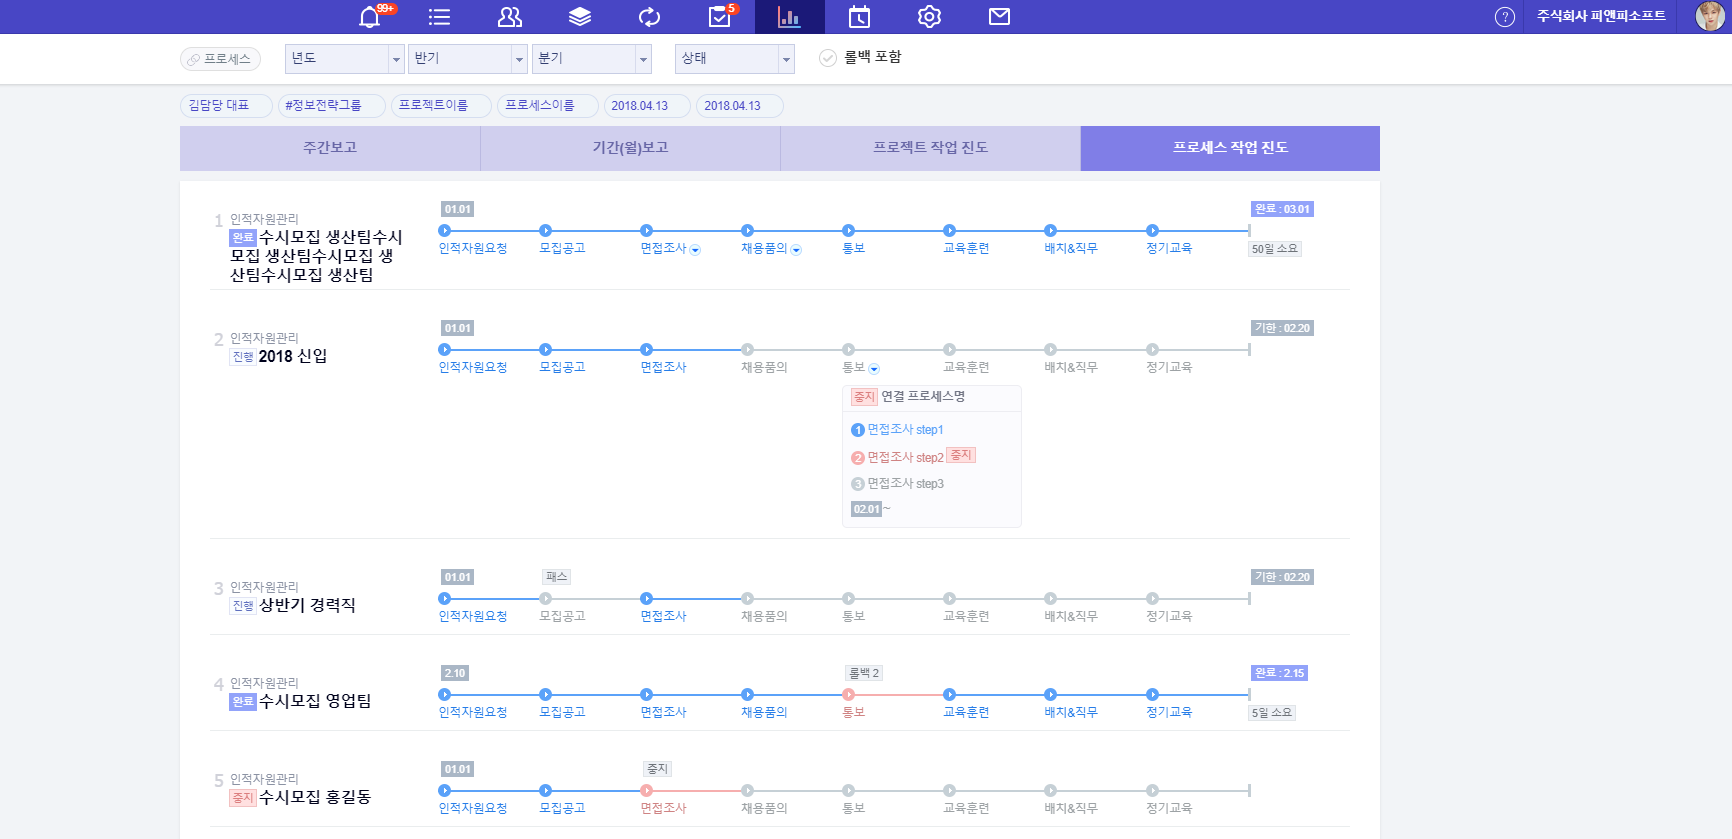 99+
5
?
주식회사 피앤피소프트
프로세스
년도
반기
분기
상태
롤백 포함
김담당 대표
#정보전략그룹
프로젝트이름
프로세스이름
2018.04.13
2018.04.13
주간보고
기간(월)보고
프로젝트 작업 진도
프로세스 작업 진도
1
인적자원관리
완료 수시모집 생산팀수시
모집 생산팀수시모집 생
산팀수시모집 생산팀
01.01
완료 : 03.01
인적자원요청
모집공고
면접조사
채용품의
통보
교육훈련
배치&직무
정기교육
50일 소요
2
인적자원관리
진행 2018 신입
01.01
기한 : 02.20
인적자원요청
모집공고
면접조사
채용품의
통보
교육훈련
배치&직무
정기교육
중지 연결 프로세스명
1 면접조사 step1
2 면접조사 step2 중지
3 면접조사 step3
02.01 ~
3
인적자원관리
진행 상반기 경력직
01.01
패스
기한 : 02.20
인적자원요청
모집공고
면접조사
채용품의
통보
교육훈련
배치&직무
정기교육
4
인적자원관리
완료 수시모집 영업팀
2.10
롤백 2
완료 : 2.15
인적자원요청
모집공고
면접조사
채용품의
통보
교육훈련
배치&직무
정기교육
5일 소요
5
인적자원관리
중지 수시모집 홍길동
01.01
중지
인적자원요청
모집공고
면접조사
채용품의
통보
교육훈련
배치&직무
정기교육